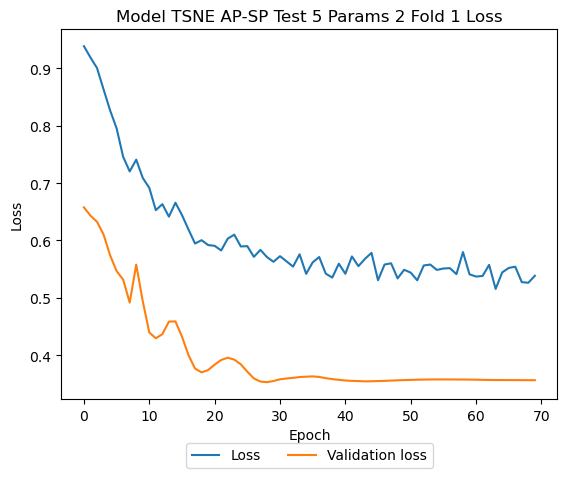 Model TSNE AP-SP Test 5 Params 2 Fold 1 Loss
0.9
0.8
0.7
0.6
0.5
0.4
Loss
0 10 20 30 40 50 60 70
Epoch
Loss Validation loss